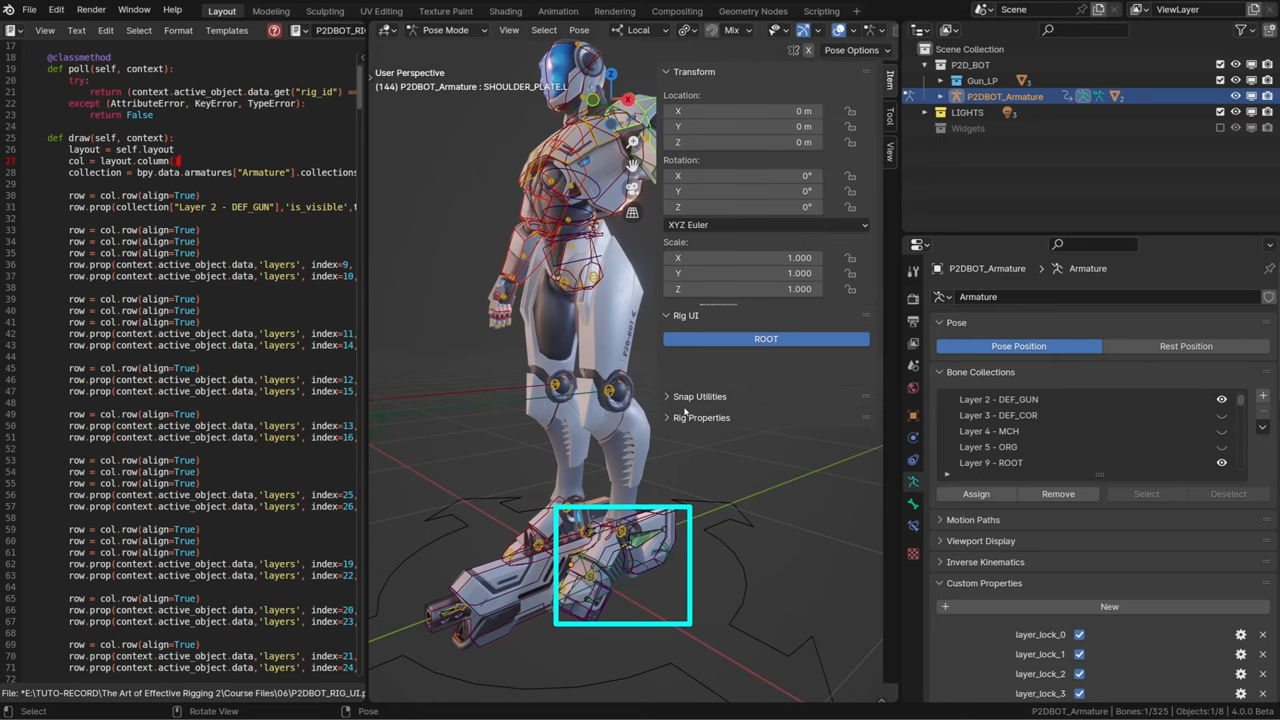 File Edit Render Window Help Layout Modeling Sculpting UV Editing Texture Paint Shading Animation Rendering Compositing Geometry Nodes Scripting Scene ViewLayer
View Text Edit Select Format Templates P2DBOT_RI
Pose Mode View Select Pose Local Mix
X Pose Options
17
18 @classmethod
19 def poll(self, context):
20 try:
21 return (context.active_object.data.get("rig_id") ==
22 except (AttributeError, KeyError, TypeError):
23 return False
24
25 def draw(self, context):
26 layout = self.layout
27 col = layout.column()
28 collection = bpy.data.armatures["Armature"].collections
29
30 row = col.row(align=True)
31 row.prop(collection["Layer 2 - DEF_GUN"],'is_visible',t
32
33 row = col.row(align=True)
34 row = col.row(align=True)
35 row = col.row(align=True)
36 row.prop(context.active_object.data,'layers', index=9,
37 row.prop(context.active_object.data,'layers', index=10,
38
39 row = col.row(align=True)
40 row = col.row(align=True)
41 row = col.row(align=True)
42 row.prop(context.active_object.data,'layers', index=11,
43 row.prop(context.active_object.data,'layers', index=14,
44
45 row = col.row(align=True)
46 row.prop(context.active_object.data,'layers', index=12,
47 row.prop(context.active_object.data,'layers', index=15,
48
49 row = col.row(align=True)
50 row.prop(context.active_object.data,'layers', index=13,
51 row.prop(context.active_object.data,'layers', index=16,
52
53 row = col.row(align=True)
54 row = col.row(align=True)
55 row = col.row(align=True)
56 row.prop(context.active_object.data,'layers', index=25,
57 row.prop(context.active_object.data,'layers', index=26,
58
59 row = col.row(align=True)
60 row = col.row(align=True)
61 row = col.row(align=True)
62 row.prop(context.active_object.data,'layers', index=19,
63 row.prop(context.active_object.data,'layers', index=22,
64
65 row = col.row(align=True)
66 row.prop(context.active_object.data,'layers', index=20,
67 row.prop(context.active_object.data,'layers', index=23,
68
69 row = col.row(align=True)
70 row.prop(context.active_object.data,'layers', index=21,
71 row.prop(context.active_object.data,'layers', index=24,
72
File: *E:\TUTO-RECORD\The Art of Effective Rigging 2\Course Files\06\P2DBOT_RIG_UI.p
User Perspective
(144) P2DBOT_Armature : SHOULDER_PLATE.L
Z
X
P2D-BOT
Transform
Location:
X 0 m
Y 0 m
Z 0 m
Rotation:
X 0°
Y 0°
Z 0°
XYZ Euler
Scale:
X 1.000
Y 1.000
Z 1.000
Rig UI
ROOT
Snap Utilities
Rig Properties
Item
Tool
View
Scene Collection
P2D_BOT
Gun_LP 3
P2DBOT_Armature 2
LIGHTS 3
Widgets
P2DBOT_Armature Armature
Armature
Pose
Pose Position Rest Position
Bone Collections
Layer 2 - DEF_GUN
Layer 3 - DEF_COR
Layer 4 - MCH
Layer 5 - ORG
Layer 9 - ROOT
Assign Remove Select Deselect
Motion Paths
Viewport Display
Inverse Kinematics
Custom Properties
New
layer_lock_0
layer_lock_1
layer_lock_2
layer_lock_3
Select Rotate View Pose P2DBOT_Armature | Bones:1/325 | Objects:1/8 | 4.0.0 Beta